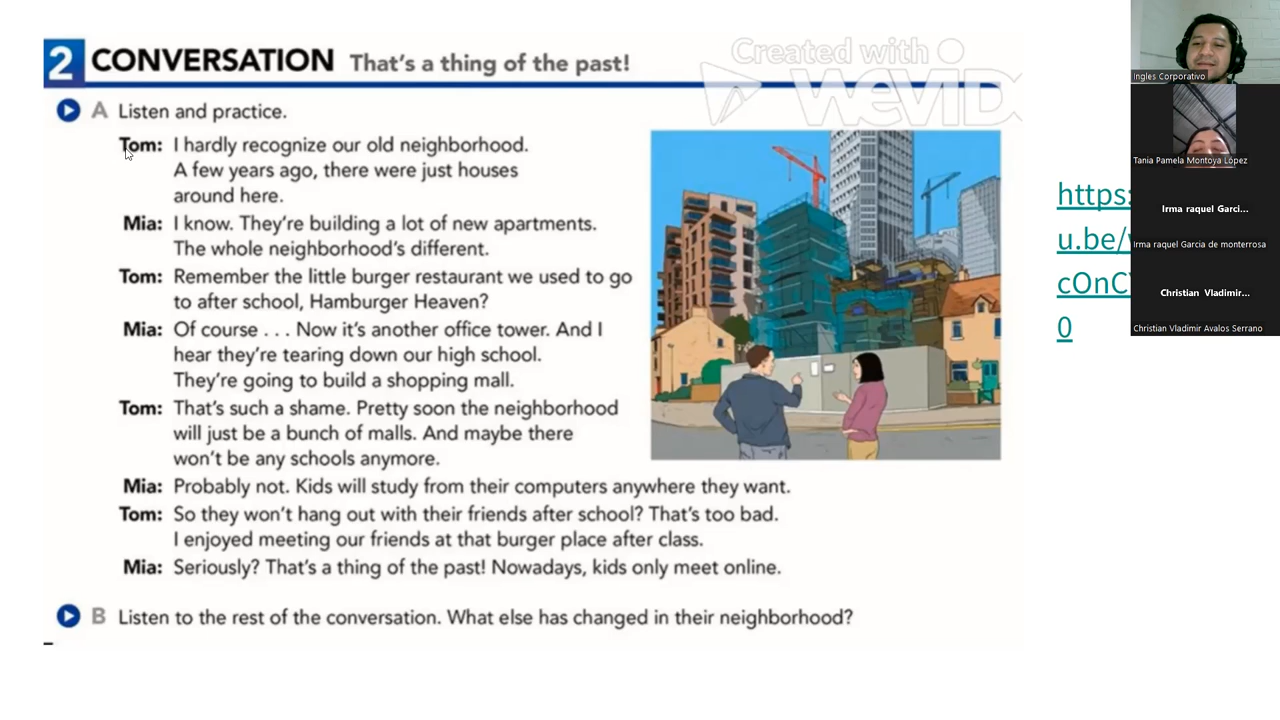 2 CONVERSATION That's a thing of the past!
Created with
WEVID
A Listen and practice.
Tom: I hardly recognize our old neighborhood.
A few years ago, there were just houses
around here.
Mia: I know. They're building a lot of new apartments.
The whole neighborhood's different.
Tom: Remember the little burger restaurant we used to go
to after school, Hamburger Heaven?
Mia: Of course . . . Now it's another office tower. And I
hear they're tearing down our high school.
They're going to build a shopping mall.
Tom: That's such a shame. Pretty soon the neighborhood
will just be a bunch of malls. And maybe there
won't be any schools anymore.
Mia: Probably not. Kids will study from their computers anywhere they want.
Tom: So they won't hang out with their friends after school? That's too bad.
I enjoyed meeting our friends at that burger place after class.
Mia: Seriously? That's a thing of the past! Nowadays, kids only meet online.
B Listen to the rest of the conversation. What else has changed in their neighborhood?
https:
u.be/
cOnC
0
Ingles Corporativo
Tania Pamela Montoya López
Irma raquel Garci...
Irma raquel Garcia de monterrosa
Christian Vladimir...
Christian Vladimir Avalos Serrano